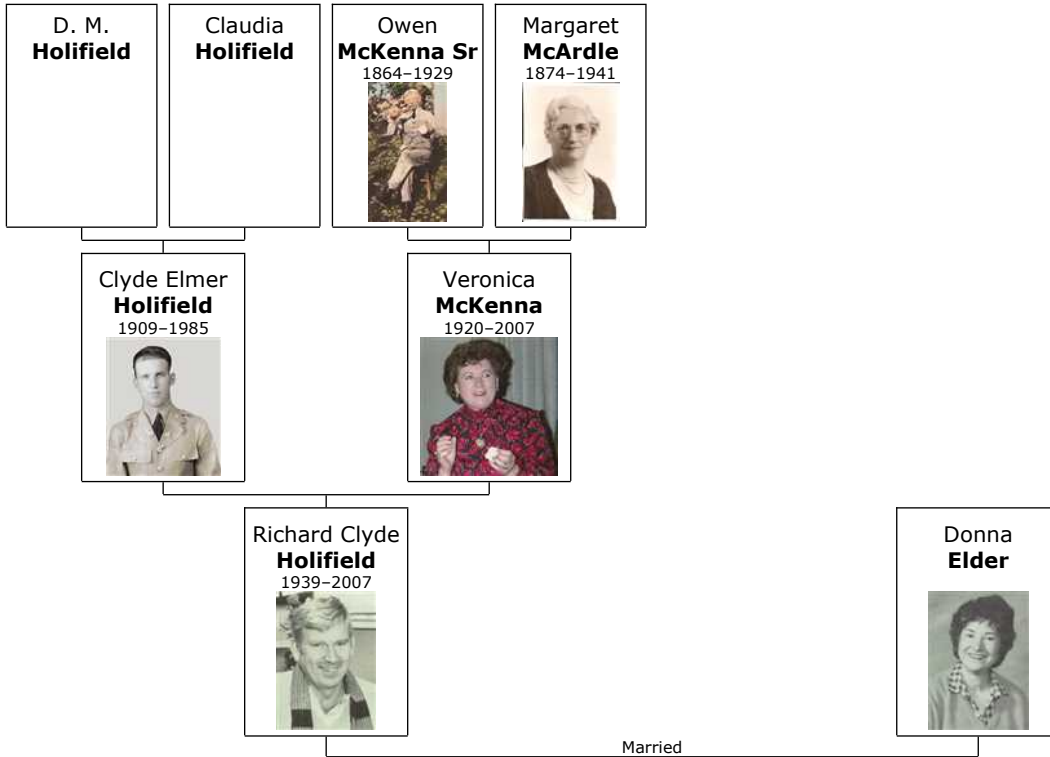 D. M.
Holifield
Claudia
Holifield
Owen
McKenna Sr
1864–1929
Margaret
McArdle
1874–1941
Clyde Elmer
Holifield
1909–1985
Veronica
McKenna
1920–2007
Richard Clyde
Holifield
1939–2007
Donna
Elder
Married